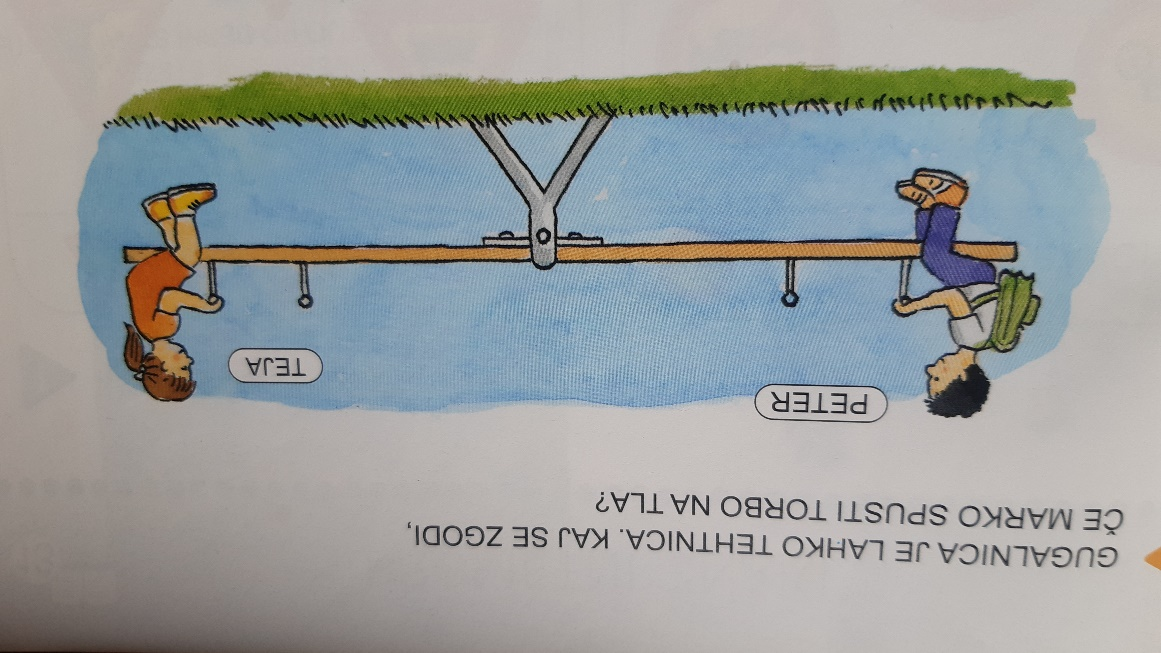 GUGALNICA JE LAHKO TEHTNICA. KAJ SE ZGODI,
ČE MARKO SPUSTI TORBO NA TLA?
PETER
TEJA